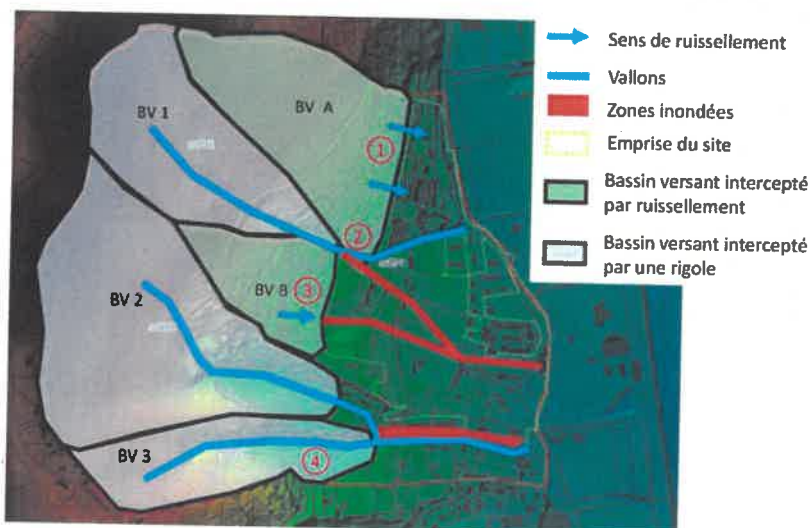 BV A
BV 1
1
2
BV B
3
BV 2
BV 3
4
Sens de ruissellement
Vallons
Zones inondées
Emprise du site
Bassin versant intercepté
par ruissellement
Bassin versant intercepté
par une rigole